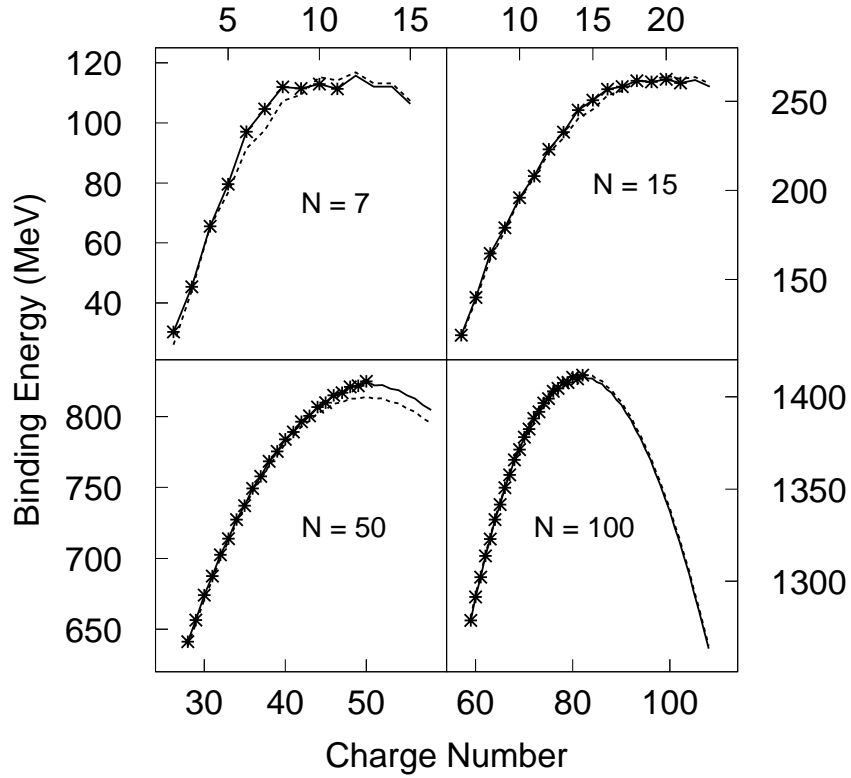 5 10 15 10 15 20
120
100
80
60
40
250
200
150
N = 7
N = 15
800
750
700
650
1400
1350
1300
N = 50
N = 100
30 40 50 60 80 100
Binding Energy (MeV)
Charge Number